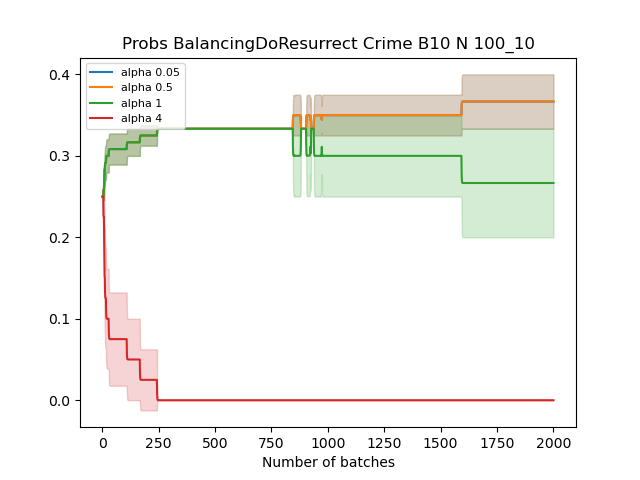 Probs BalancingDoResurrect Crime B10 N 100_10
alpha 0.05
alpha 0.5
alpha 1
alpha 4
0.4
0.3
0.2
0.1
0.0
0 250 500 750 1000 1250 1500 1750 2000
Number of batches